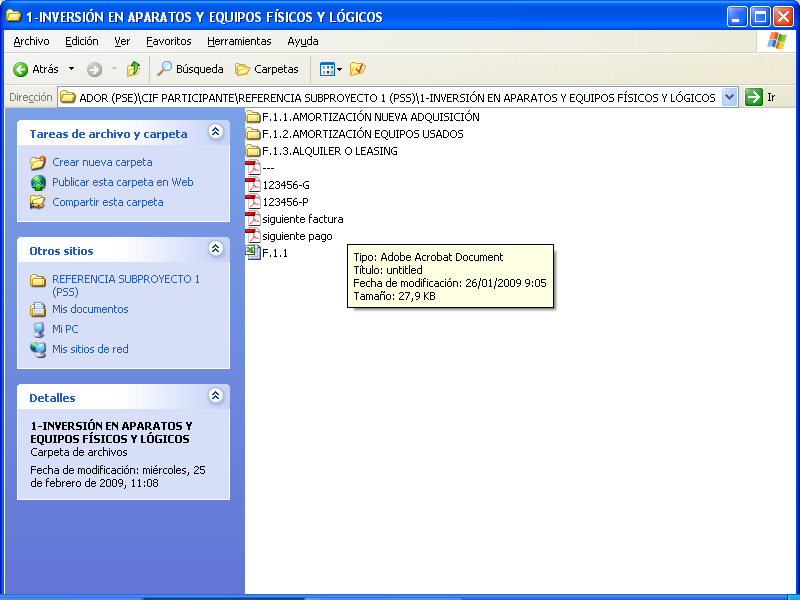 1-INVERSIÓN EN APARATOS Y EQUIPOS FÍSICOS Y LÓGICOS
Archivo Edición Ver Favoritos Herramientas Ayuda
Atrás Búsqueda Carpetas
Dirección ADOR (PSE)\CIF PARTICIPANTE\REFERENCIA SUBPROYECTO 1 (PSS)\1-INVERSIÓN EN APARATOS Y EQUIPOS FÍSICOS Y LÓGICOS Ir
Tareas de archivo y carpeta
Crear nueva carpeta
Publicar esta carpeta en Web
Compartir esta carpeta
Otros sitios
REFERENCIA SUBPROYECTO 1
(PSS)
Mis documentos
Mi PC
Mis sitios de red
Detalles
1-INVERSIÓN EN APARATOS Y
EQUIPOS FÍSICOS Y LÓGICOS
Carpeta de archivos
Fecha de modificación: miércoles, 25
de febrero de 2009, 11:08
F.1.1.AMORTIZACIÓN NUEVA ADQUISICIÓN
F.1.2.AMORTIZACIÓN EQUIPOS USADOS
F.1.3.ALQUILER O LEASING
---
123456-G
123456-P
siguiente factura
siguiente pago
F.1.1
Tipo: Adobe Acrobat Document
Título: untitled
Fecha de modificación: 26/01/2009 9:05
Tamaño: 27,9 KB